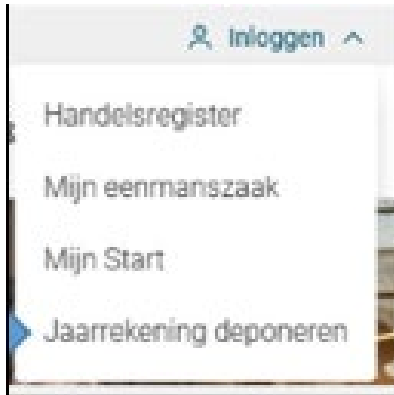 Inloggen
Handelsregister
Mijn eenmanszaak
Mijn Start
Jaarrekening deponeren